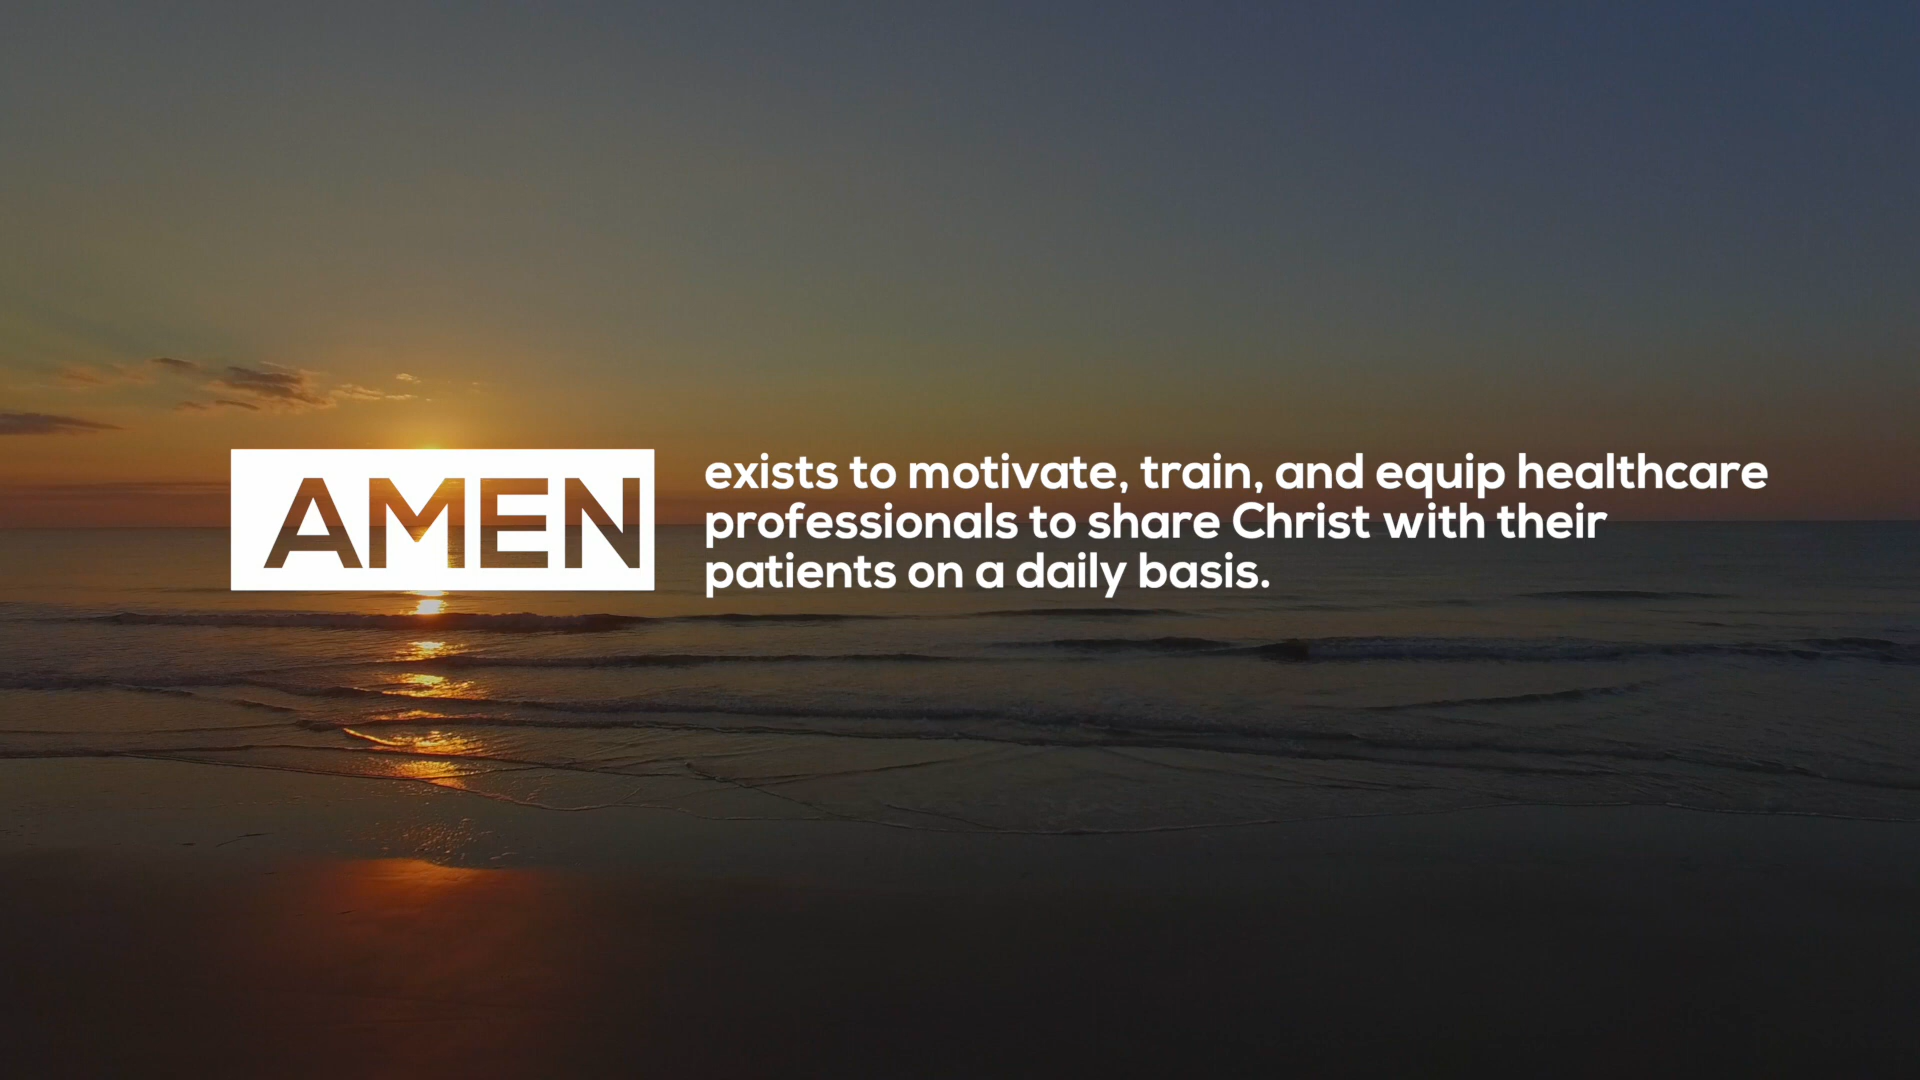 AMEN
exists to motivate, train, and equip healthcare
professionals to share Christ with their
patients on a daily basis.